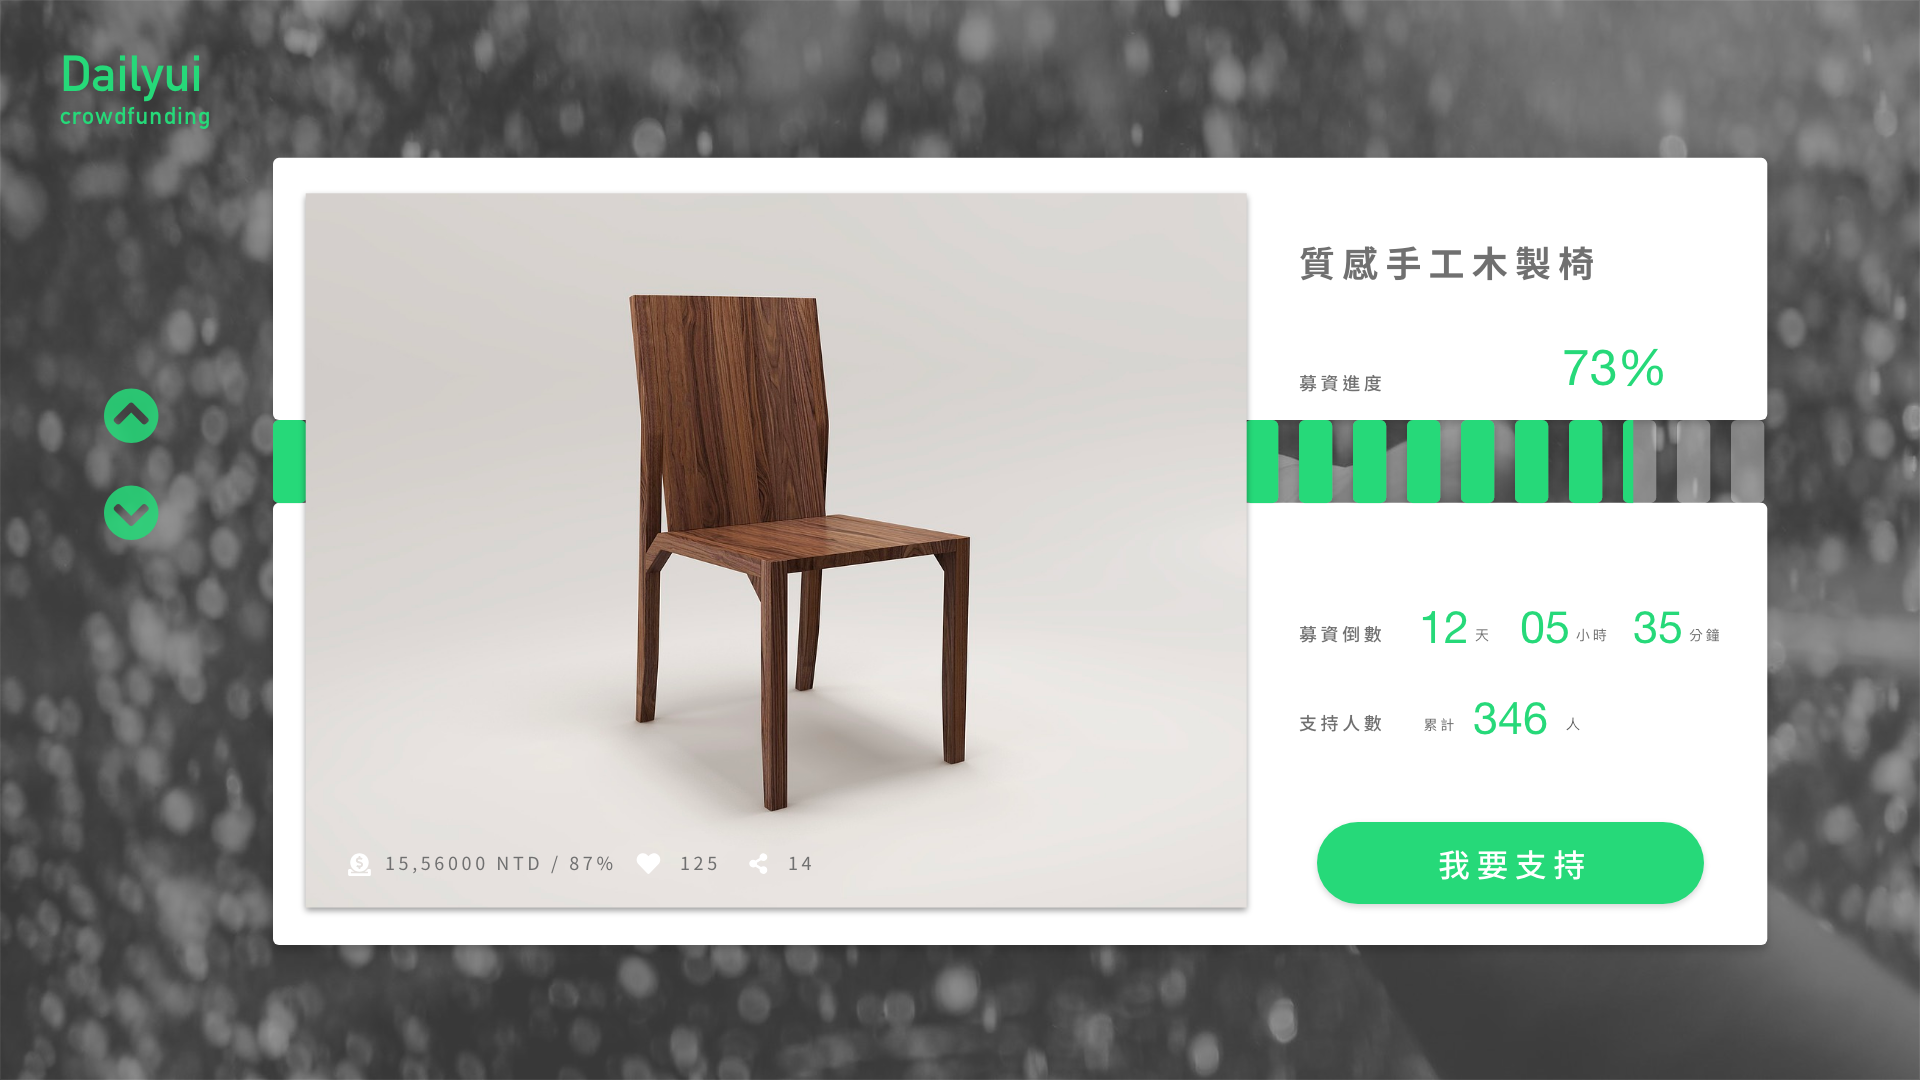 Dailyui
crowdfunding
質感手工木製椅
募資進度 73%
募資倒數 12 天 05 小時 35 分鐘
支持人數 累計 346 人
15,56000 NTD / 87% 125 14
我要支持